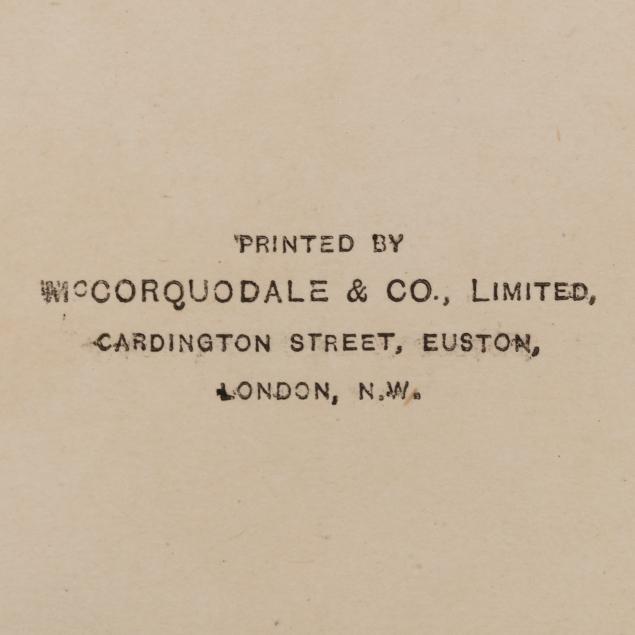 PRINTED BY
McCORQUODALE & CO., LIMITED,
CARDINGTON STREET, EUSTON,
LONDON, N.W.